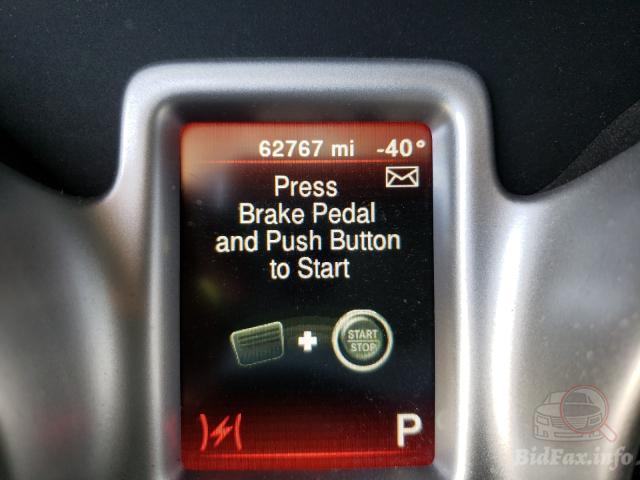 62767 mi -40°
Press
Brake Pedal
and Push Button
to Start
START
STOP
P
BidFax.info